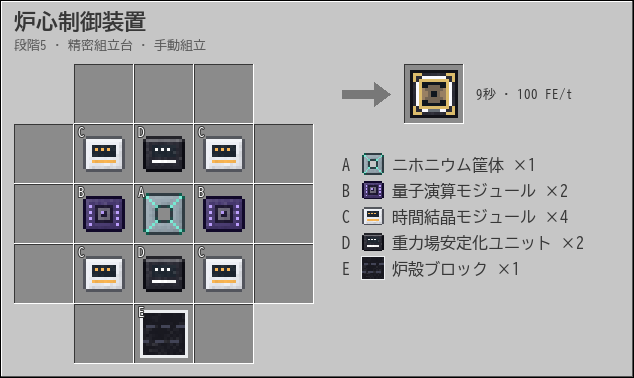 炉心制御装置
段階5 · 精密組立台 · 手動組立
9秒 · 100 FE/t
C D C
B A B
C D C
E
A ニホニウム筐体 ×1
B 量子演算モジュール ×2
C 時間結晶モジュール ×4
D 重力場安定化ユニット ×2
E 炉殻ブロック ×1